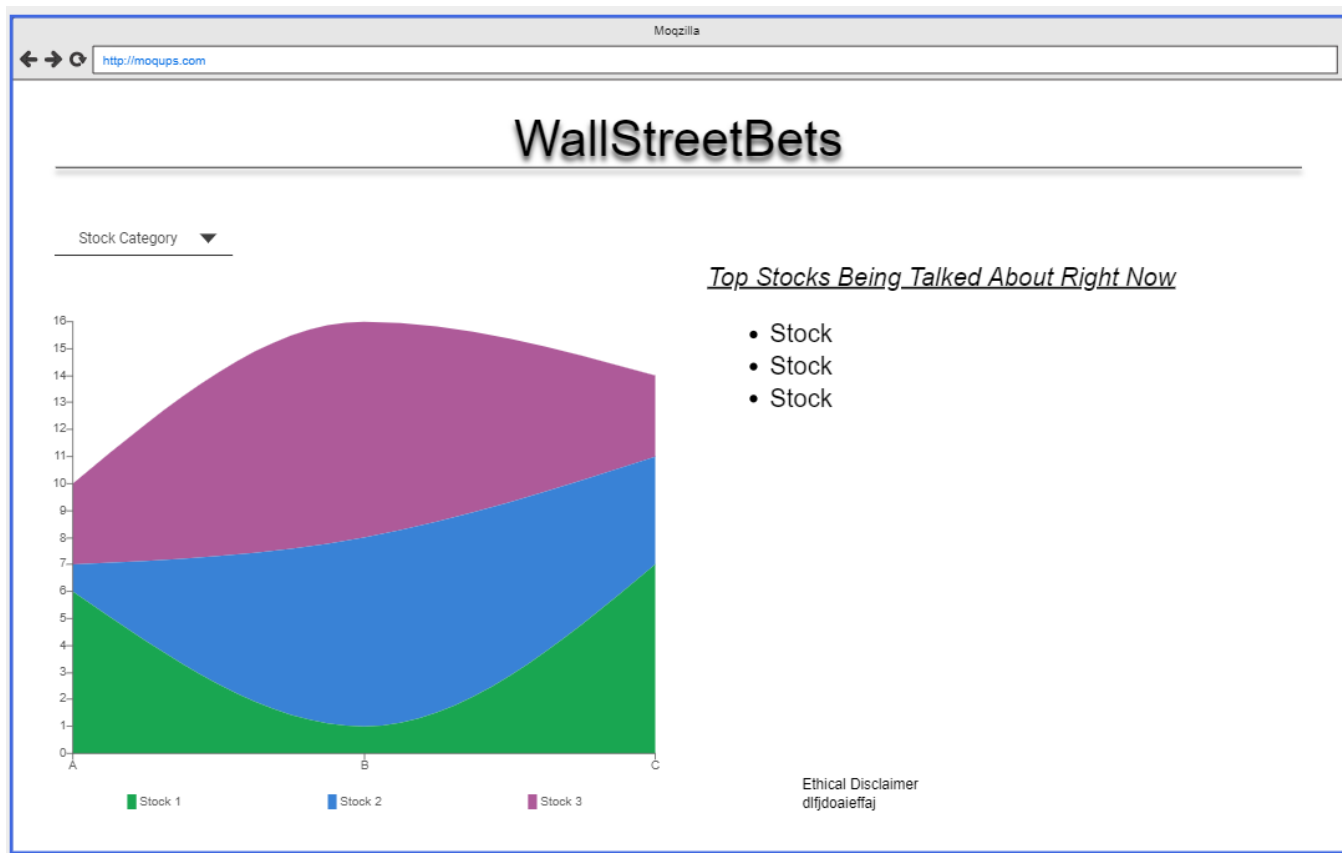 Moqzilla
http://moqups.com
WallStreetBets
Stock Category
Top Stocks Being Talked About Right Now
• Stock
• Stock
• Stock
16
15
14
13
12
11
10
9
8
7
6
5
4
3
2
1
0
A B C
Stock 1 Stock 2 Stock 3
Ethical Disclaimer
dlfjdoaieffaj